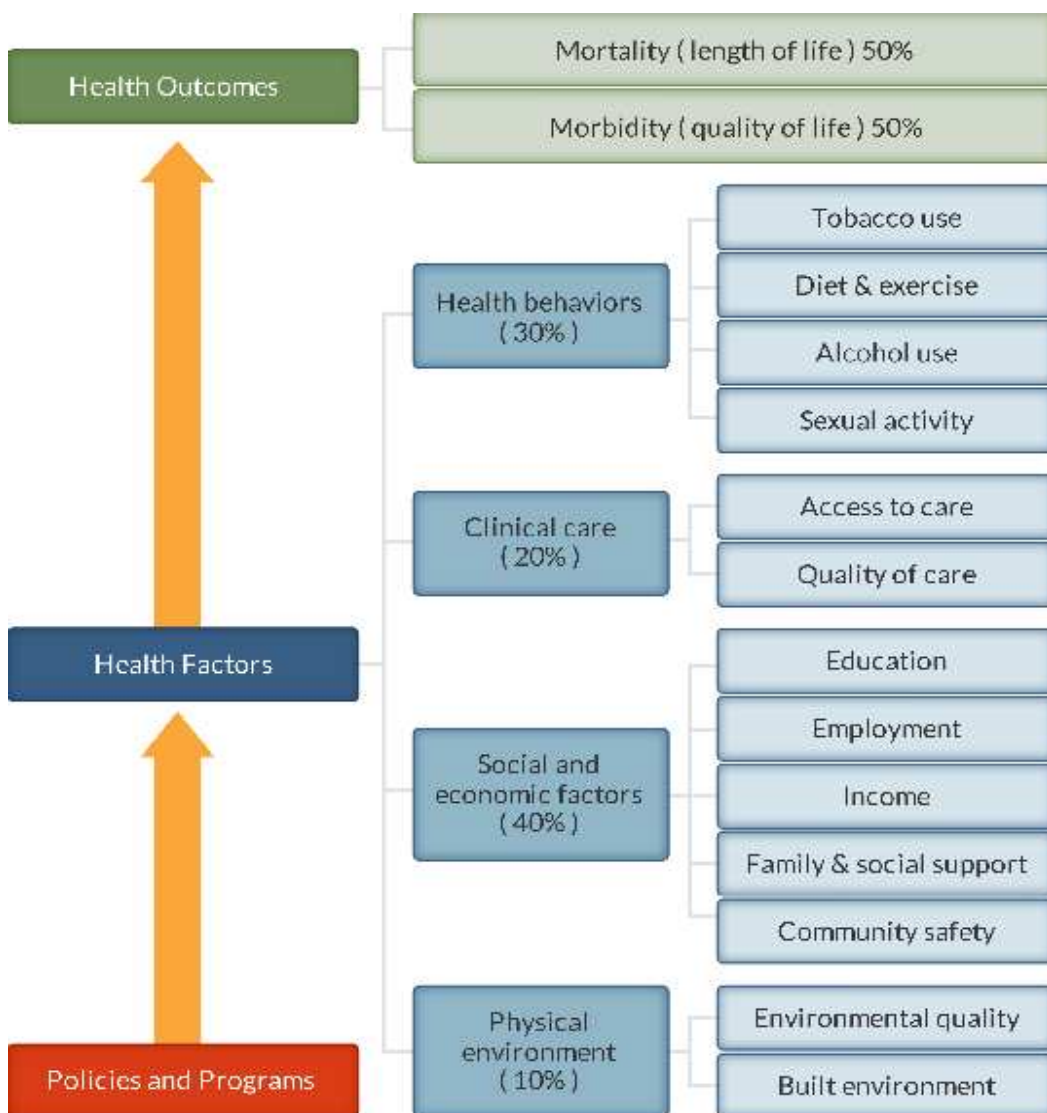 Health Outcomes
Mortality ( length of life ) 50%
Morbidity ( quality of life ) 50%
Health Factors
Health behaviors
( 30% )
Tobacco use
Diet & exercise
Alcohol use
Sexual activity
Clinical care
( 20% )
Access to care
Quality of care
Social and
economic factors
( 40% )
Education
Employment
Income
Family & social support
Community safety
Physical
environment
( 10% )
Environmental quality
Built environment
Policies and Programs